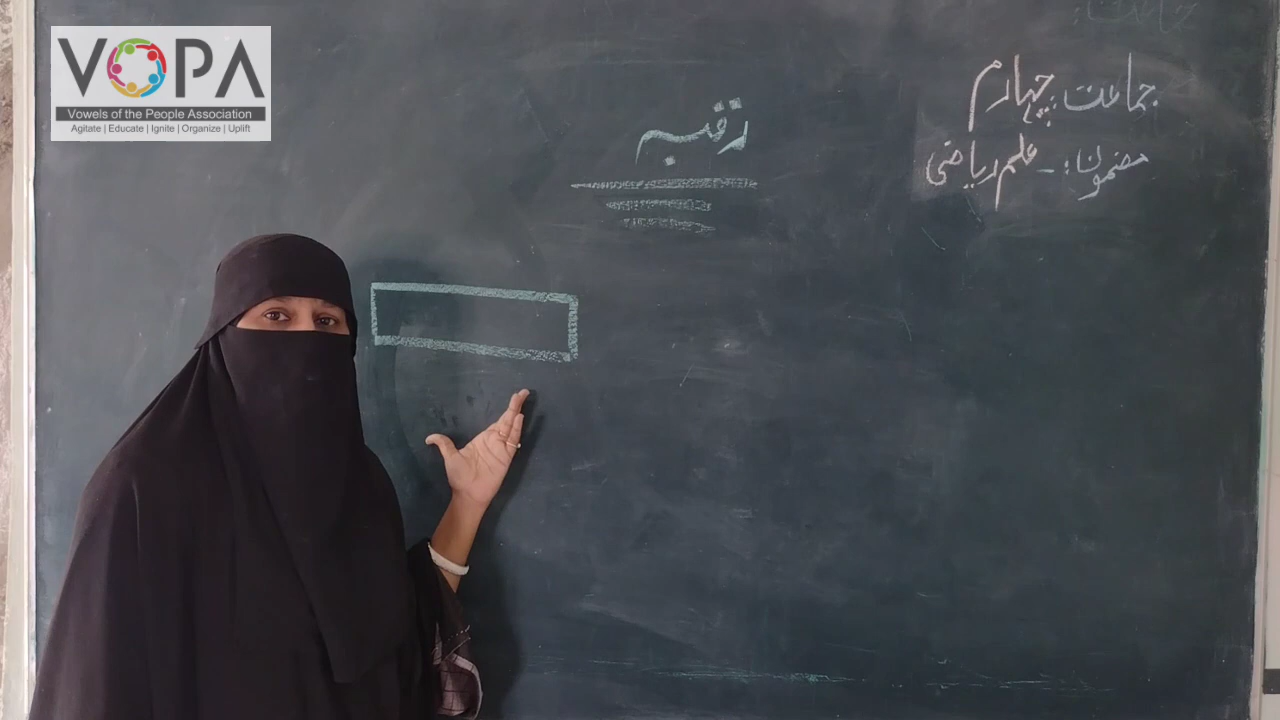 VOPA
Vowels of the People Association
Agitate | Educate | Ignite | Organize | Uplift
جماعت چہارم
مضمون :- علم ریاضی
رقبہ